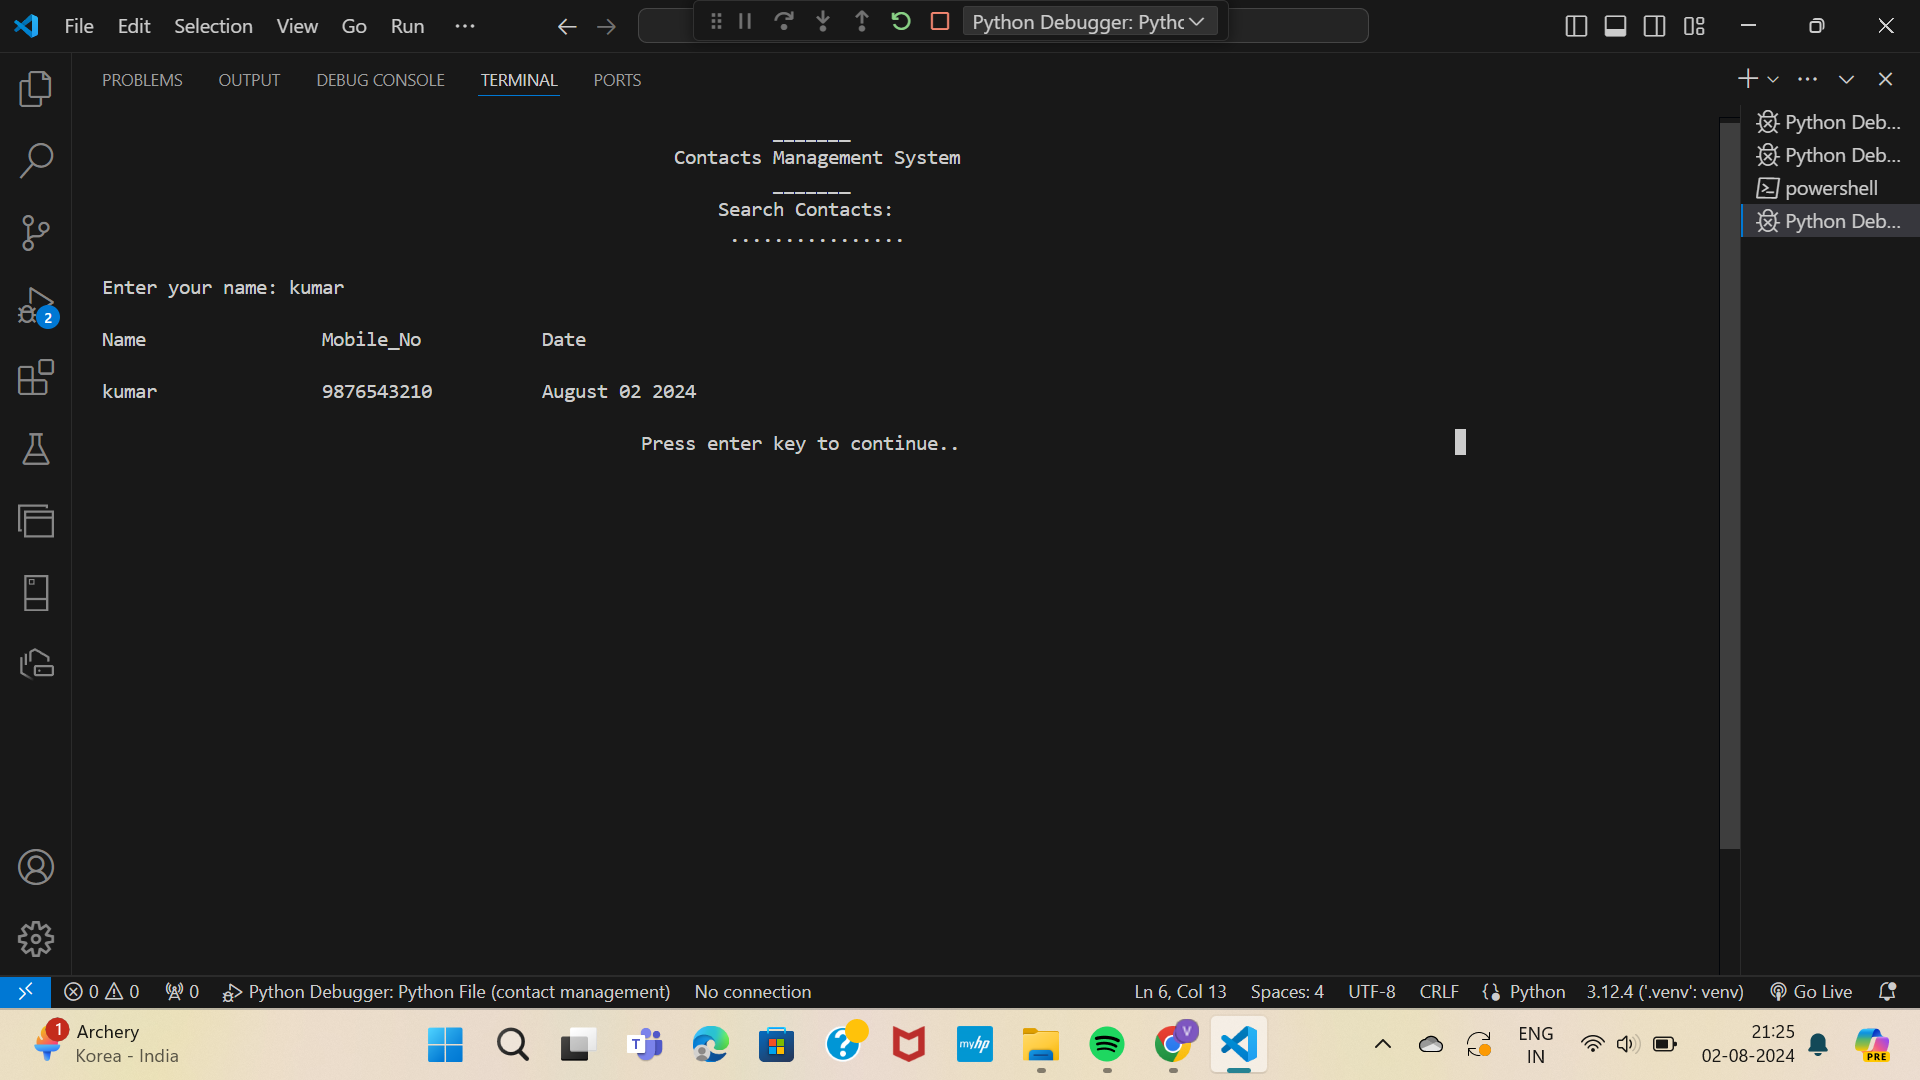 File Edit Selection View Go Run ...
Python Debugger: Pythc
PROBLEMS OUTPUT DEBUG CONSOLE TERMINAL PORTS
Python Deb...
Python Deb...
powershell
Python Deb...
_______
Contacts Management System
_______
Search Contacts:
................
Enter your name: kumar
Name Mobile_No Date
kumar 9876543210 August 02 2024
Press enter key to continue..
2
0 0 0 Python Debugger: Python File (contact management) No connection Ln 6, Col 13 Spaces: 4 UTF-8 CRLF {} Python 3.12.4 ('.venv': venv) Go Live
1
Archery
Korea - India
T
?
myhp
V
ENG
IN
21:25
02-08-2024
PRE